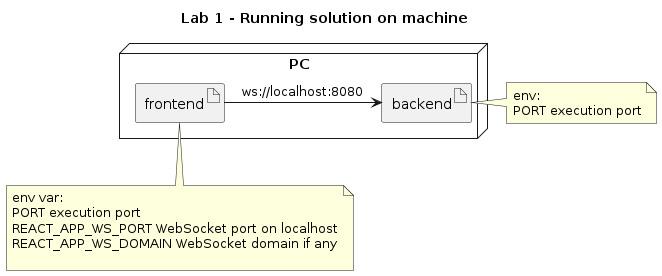 Lab 1 - Running solution on machine
PC
frontend
ws://localhost:8080
backend
env:
PORT execution port
env var:
PORT execution port
REACT_APP_WS_PORT WebSocket port on localhost
REACT_APP_WS_DOMAIN WebSocket domain if any